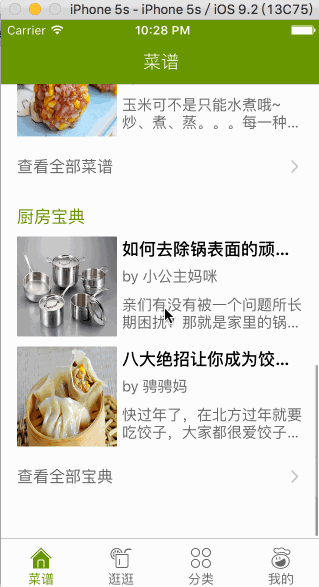 iPhone 5s - iPhone 5s / iOS 9.2 (13C75)
Carrier 10:28 PM
菜谱
玉米可不是只能水煮哦~
炒、煮、蒸。。。每一种...
查看全部菜谱
厨房宝典
如何去除锅表面的顽...
by 小公主妈咪
亲们有没有被一个问题所长
期困扰？那就是家里的锅...
八大绝招让你成为饺...
by 骋骋妈
快过年了，在北方过年就要
吃饺子，大家都很爱饺子...
查看全部宝典
菜谱 逛逛 分类 我的